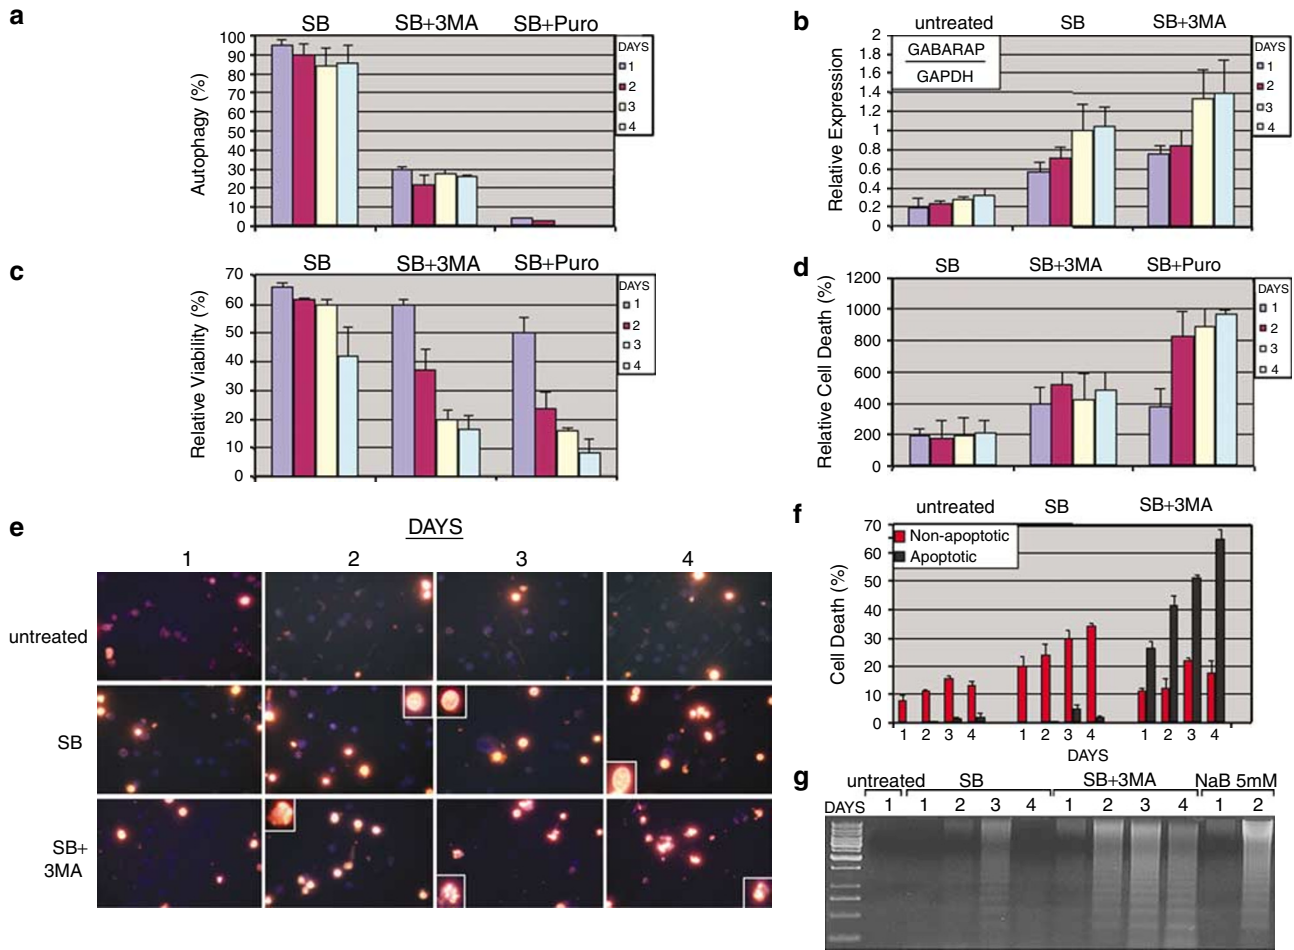 a
SB SB+3MA SB+Puro
Autophagy (%)
100
90
80
70
60
50
40
30
20
10
0
DAYS
1
2
3
4
b
untreated SB SB+3MA
Relative Expression
2
1.8
1.6
1.4
1.2
1
0.8
0.6
0.4
0.2
0
GABARAP
GAPDH
DAYS
1
2
3
4
c
SB SB+3MA SB+Puro
Relative Viability (%)
70
60
50
40
30
20
10
0
DAYS
1
2
3
4
d
SB SB+3MA SB+Puro
Relative Cell Death (%)
1200
1000
800
600
400
200
0
DAYS
1
2
3
4
e
DAYS
1 2 3 4
untreated
SB
SB+
3MA
f
untreated SB SB+3MA
Cell Death (%)
70
60
50
40
30
20
10
0
Non-apoptotic
Apoptotic
1 2 3 4 1 2 3 4 1 2 3 4
DAYS
g
untreated SB SB+3MA NaB 5mM
DAYS 1 1 2 3 4 1 2 3 4 1 2